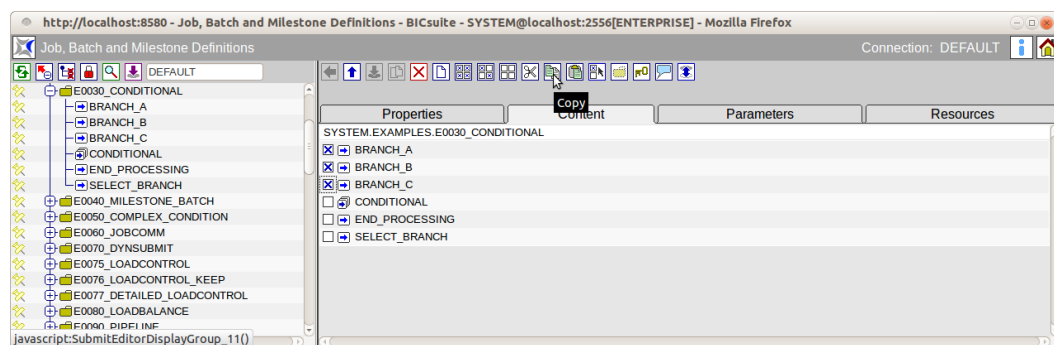 http://localhost:8580 - Job, Batch and Milestone Definitions - BICsuite - SYSTEM@localhost:2556[ENTERPRISE] - Mozilla Firefox
Job, Batch and Milestone Definitions
Connection: DEFAULT
DEFAULT
E0030_CONDITIONAL
BRANCH_A
BRANCH_B
BRANCH_C
CONDITIONAL
END_PROCESSING
SELECT_BRANCH
E0040_MILESTONE_BATCH
E0050_COMPLEX_CONDITION
E0060_JOBCOMM
E0070_DYNSUBMIT
E0075_LOADCONTROL
E0076_LOADCONTROL_KEEP
E0077_DETAILED_LOADCONTROL
E0080_LOADBALANCE
E0090_PIPELINE
javascript:SubmitEditorDisplayGroup_11()
Copy
Properties
Content
Parameters
Resources
SYSTEM.EXAMPLES.E0030_CONDITIONAL
BRANCH_A
BRANCH_B
BRANCH_C
CONDITIONAL
END_PROCESSING
SELECT_BRANCH